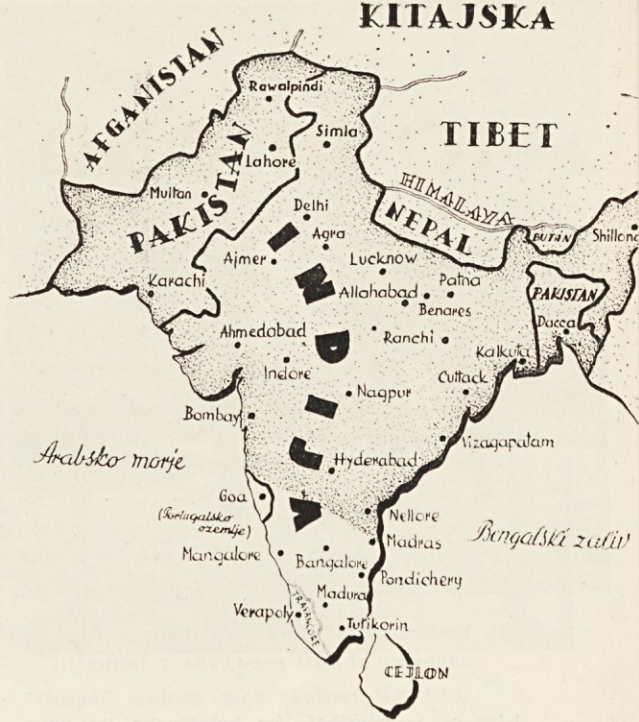 KITAJSKA
AFGANISTAN
TIBET
Rawalpindi
Simla
Lahore
HIMALAYA
Multan
PAKISTAN
NEPAL
Delhi
BUTAN
Shillong
Agra
Ajmer
Lucknow
Karachi
Allahabad
Patna
Benares
PAKISTAN
Dacca
Ahmedabad
Ranchi
Kalkuta
Indore
Cuttack
Nagpur
Bombay
INDIJA
Vizagapatam
Arabsko morje
Hyderabad
Goa
(Portugalsko
ozemlje)
Nellore
Bengalski zaliv
Madras
Mangalore
Bangalore
Pondichery
Madura
Verapoly
TRAVANCORE
Tutikorin
CEJLON